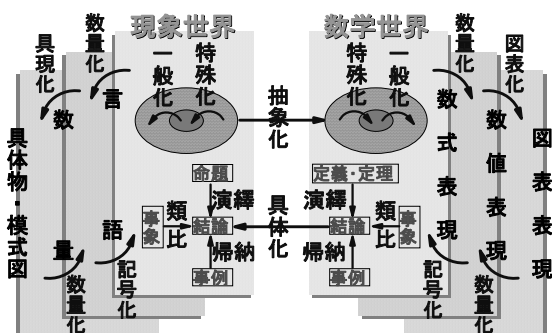 現象世界
数学世界
具現化
数量化
一般化
特殊化
抽象化
特殊化
一般化
数量化
図表化
具体物・模式図
数量
言語
数式表現
数値表現
図表表現
命題
定義・定理
演繹
演繹
事象
類比
結論
具体化
結論
類比
事象
帰納
帰納
事例
事例
数量化
記号化
記号化
数量化